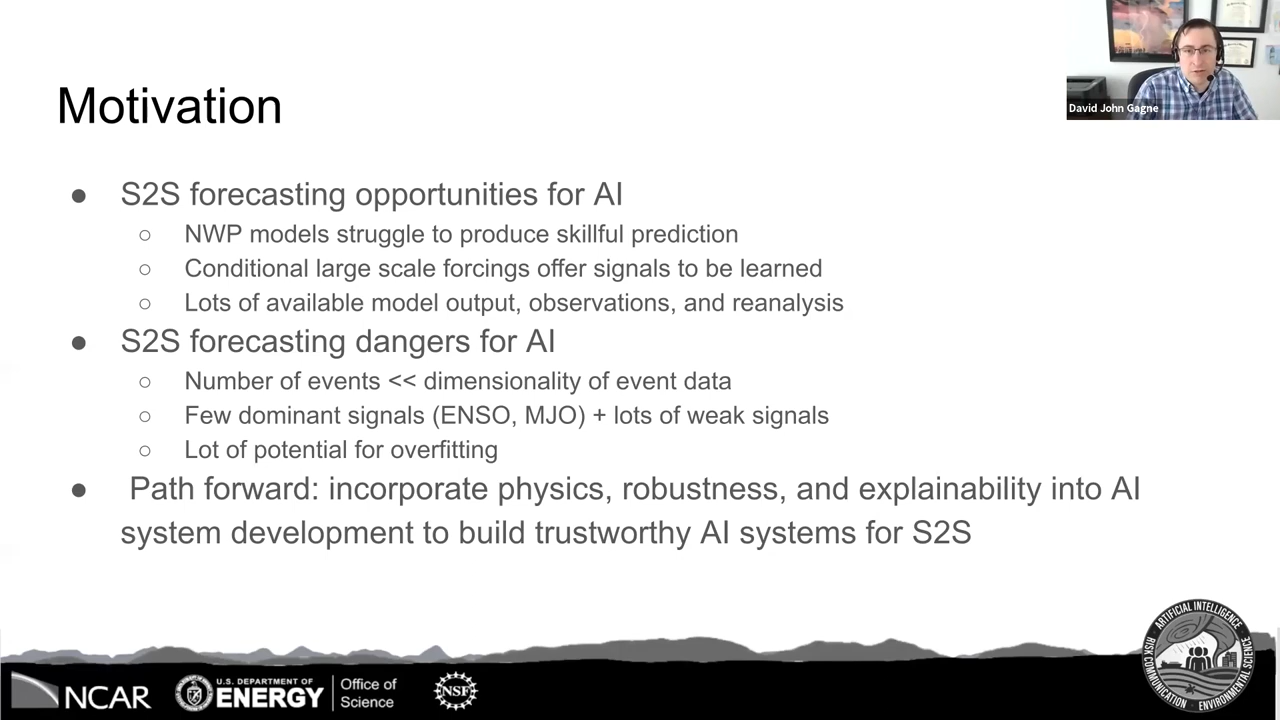 David John Gagne
Motivation
● S2S forecasting opportunities for AI
○ NWP models struggle to produce skillful prediction
○ Conditional large scale forcings offer signals to be learned
○ Lots of available model output, observations, and reanalysis
● S2S forecasting dangers for AI
○ Number of events << dimensionality of event data
○ Few dominant signals (ENSO, MJO) + lots of weak signals
○ Lot of potential for overfitting
● Path forward: incorporate physics, robustness, and explainability into AI
system development to build trustworthy AI systems for S2S
NCAR
U.S. DEPARTMENT OF
ENERGY
Office of
Science
NSF
ARTIFICIAL INTELLIGENCE
RISK COMMUNICATION
ENVIRONMENTAL SCIENCE